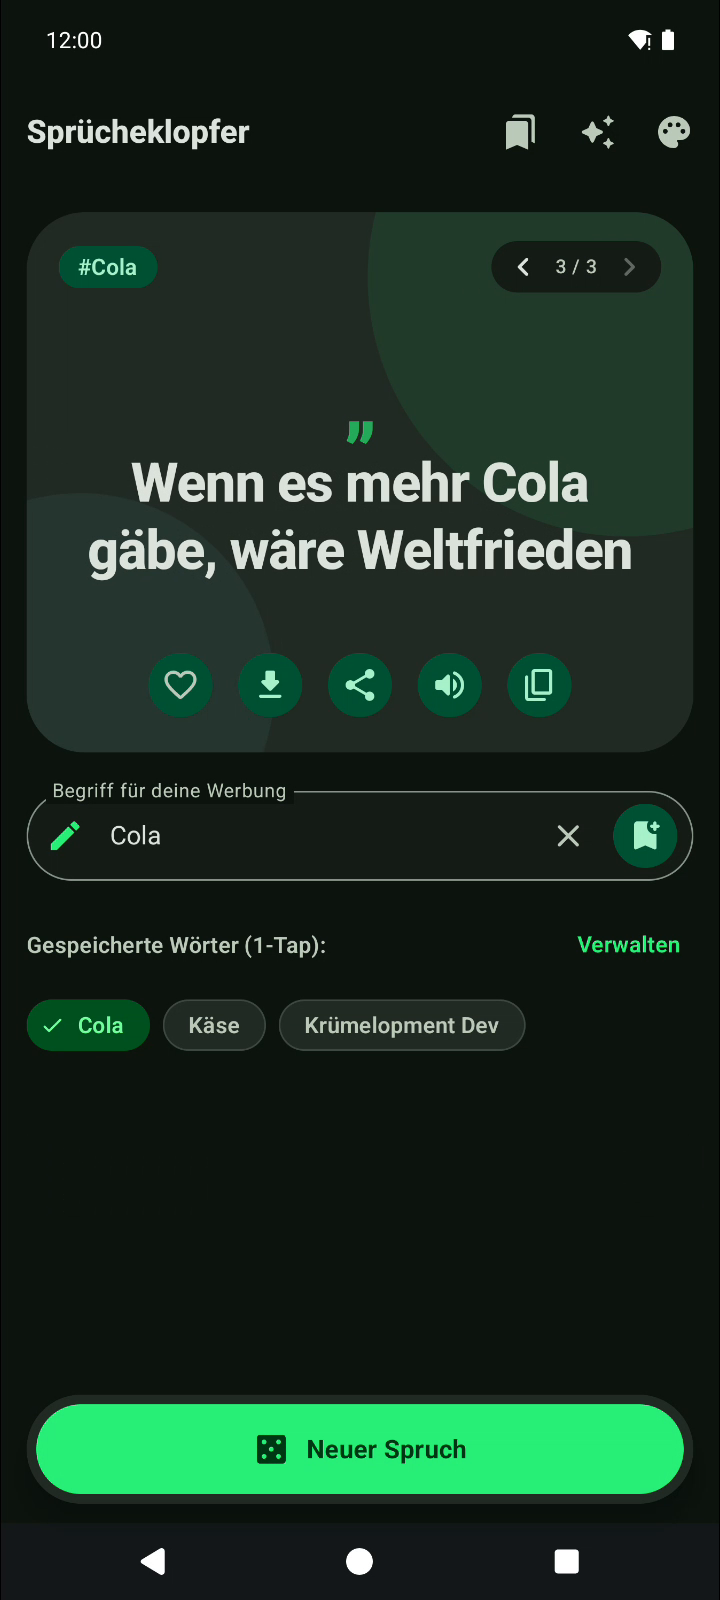 12:00
Sprücheklopfer
#Cola
3 / 3
Wenn es mehr Cola
gäbe, wäre Weltfrieden
Begriff für deine Werbung
Cola
Gespeicherte Wörter (1-Tap):
Verwalten
Cola
Käse
Krümelopment Dev
Neuer Spruch